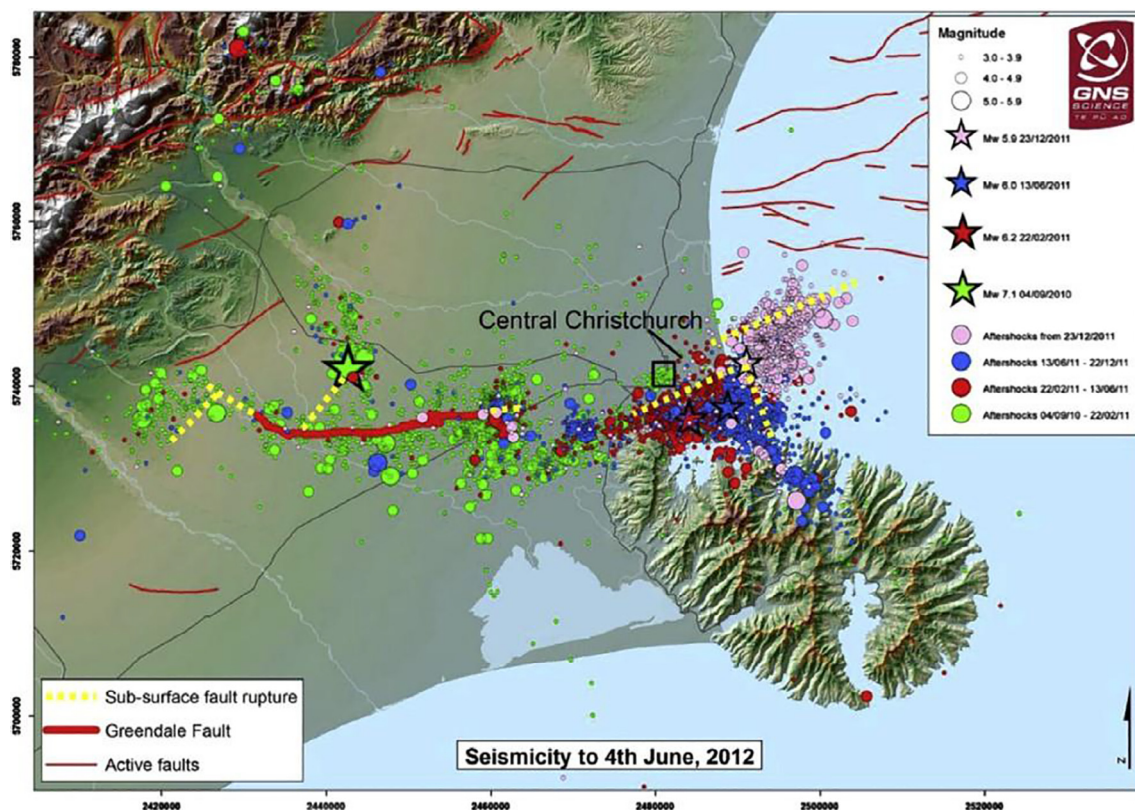 Magnitude
3.0 - 3.9
4.0 - 4.9
5.0 - 5.9
Mw 5.9 23/12/2011
Mw 6.0 13/06/2011
Mw 6.2 22/02/2011
Mw 7.1 04/09/2010
Aftershocks from 23/12/2011
Aftershocks 13/06/11 - 22/12/11
Aftershocks 22/02/11 - 13/06/11
Aftershocks 04/09/10 - 22/02/11
GNS
SCIENCE
TE PŪ AO
Central Christchurch
Sub-surface fault rupture
Greendale Fault
Active faults
Seismicity to 4th June, 2012
N
5780000
5760000
5740000
5720000
5700000
2420000
2440000
2460000
2480000
2500000
2520000